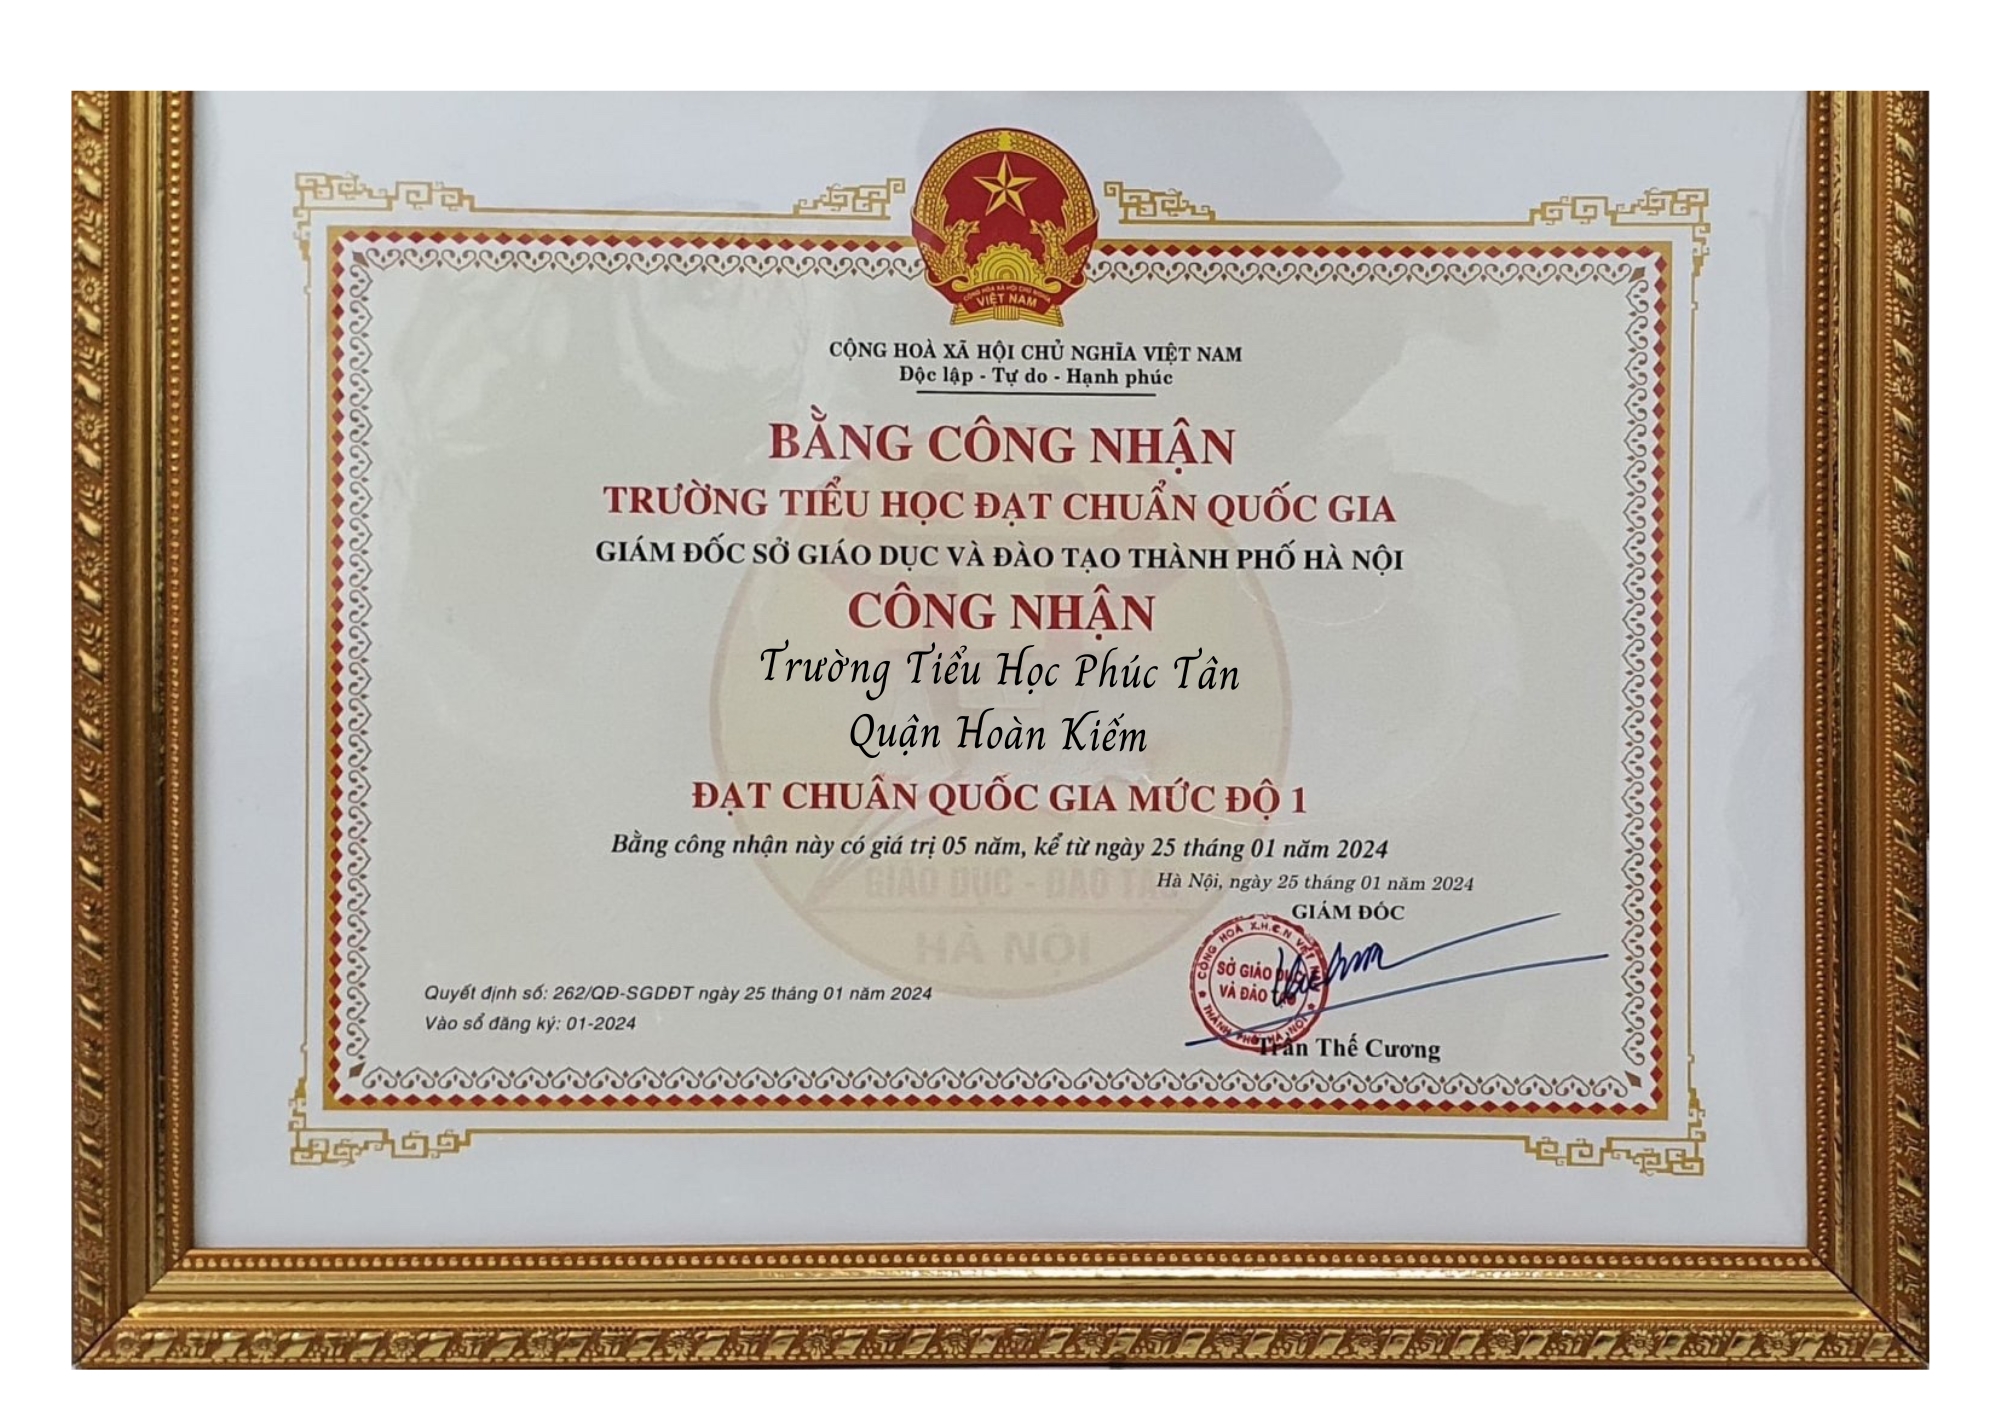 CỘNG HÒA XÃ HỘI CHỦ NGHĨA
VIỆT NAM
CỘNG HOÀ XÃ HỘI CHỦ NGHĨA VIỆT NAM
Độc lập - Tự do - Hạnh phúc
BẰNG CÔNG NHẬN
TRƯỜNG TIỂU HỌC ĐẠT CHUẨN QUỐC GIA
GIÁM ĐỐC SỞ GIÁO DỤC VÀ ĐÀO TẠO THÀNH PHỐ HÀ NỘI
CÔNG NHẬN
Trường Tiểu Học Phúc Tân
Quận Hoàn Kiếm
ĐẠT CHUẨN QUỐC GIA MỨC ĐỘ 1
Bằng công nhận này có giá trị 05 năm, kể từ ngày 25 tháng 01 năm 2024
GIÁO DỤC - ĐÀO TẠO
HÀ NỘI
Hà Nội, ngày 25 tháng 01 năm 2024
GIÁM ĐỐC
CỘNG HOÀ X.H.C.N VIỆT NAM
SỞ GIÁO DỤC
VÀ ĐÀO TẠO
THÀNH PHỐ HÀ NỘI
Trần Thế Cương
Quyết định số: 262/QĐ-SGDĐT ngày 25 tháng 01 năm 2024
Vào sổ đăng ký: 01-2024